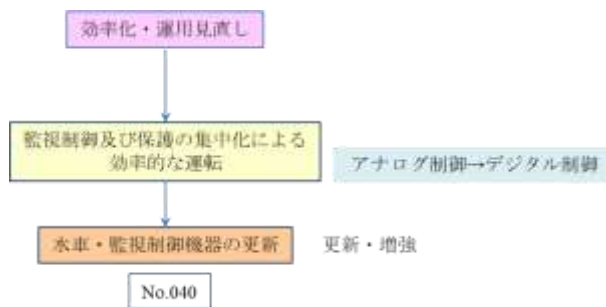 効率化・運用見直し
監視制御及び保護の集中化による
効率的な運転
アナログ制御→デジタル制御
水車・監視制御機器の更新
更新・増強
No.040